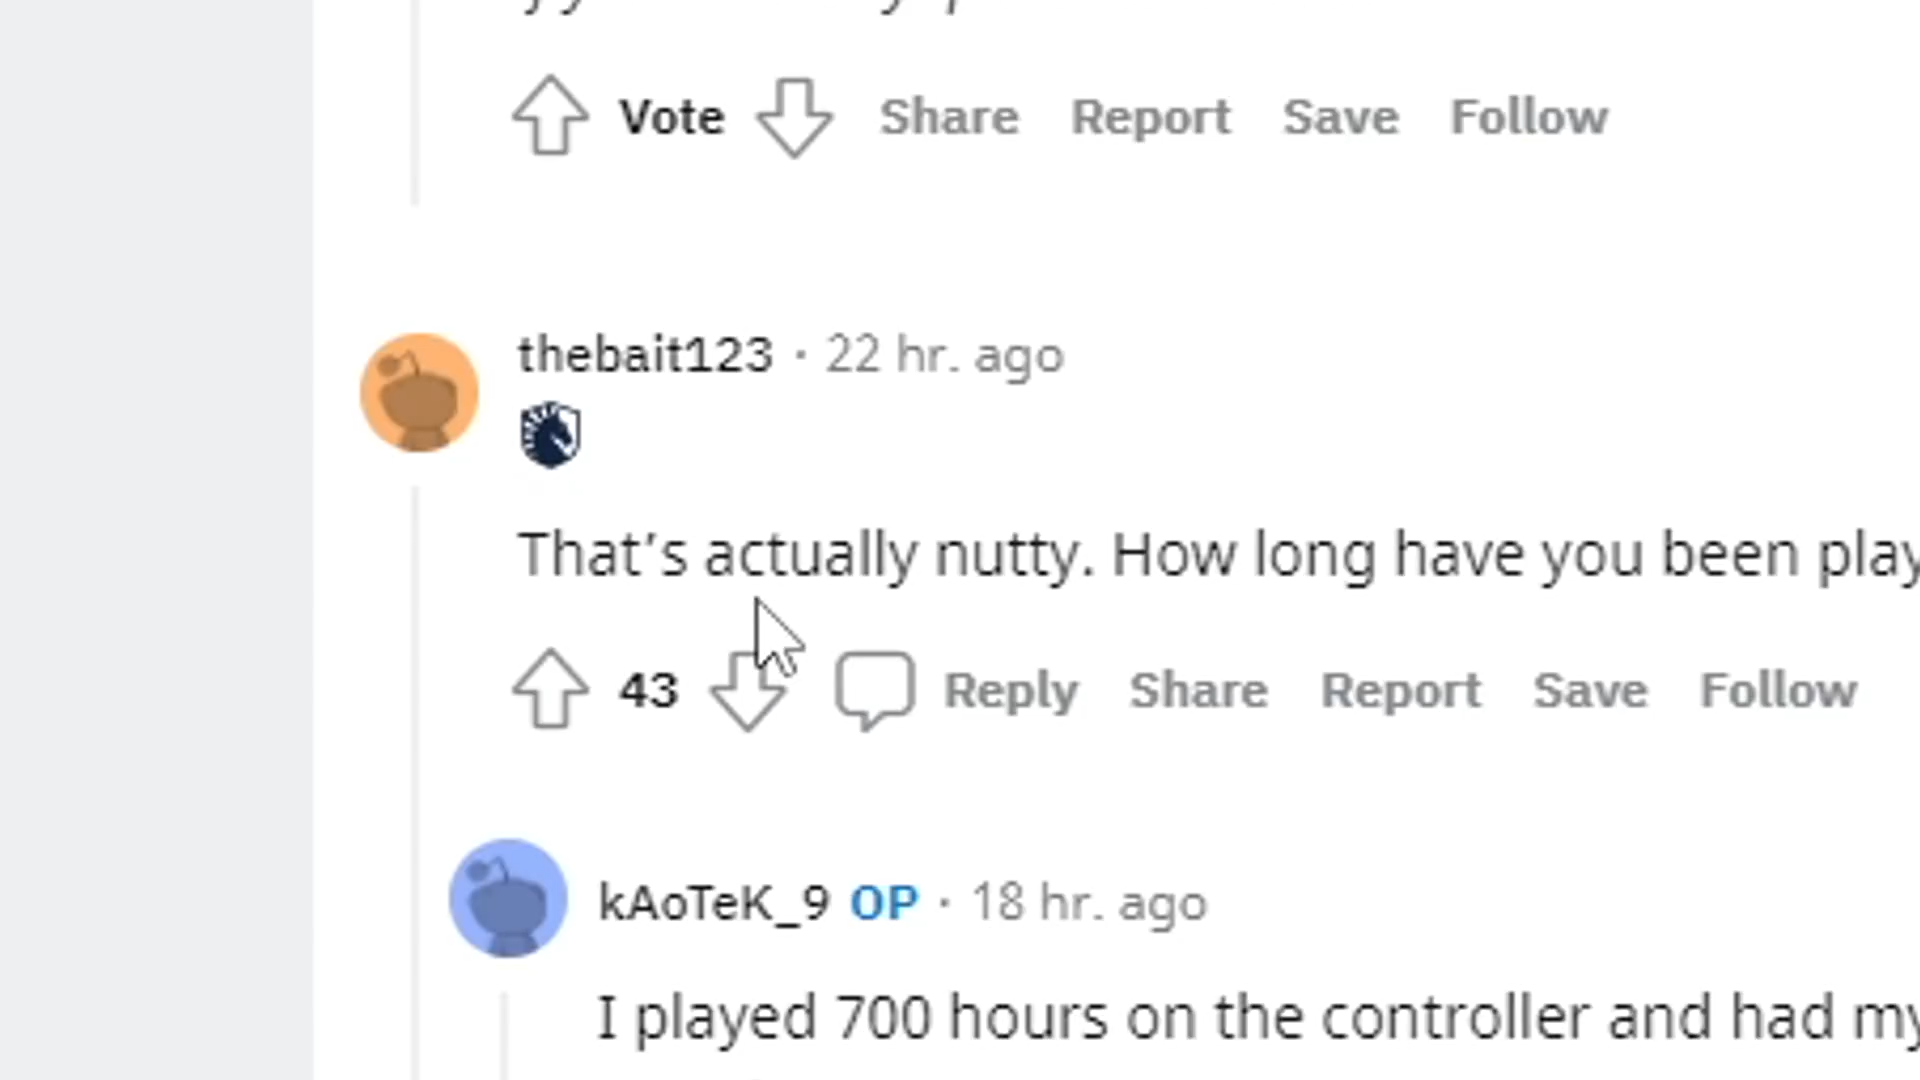 Vote Share Report Save Follow
thebait123 · 22 hr. ago
That's actually nutty. How long have you been play
43 Reply Share Report Save Follow
kAoTeK_9 OP · 18 hr. ago
I played 700 hours on the controller and had my